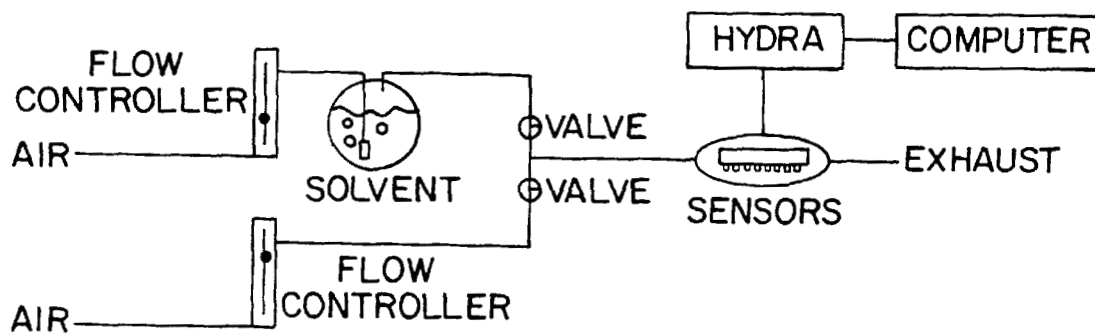 HYDRA
COMPUTER
FLOW
CONTROLLER
AIR
VALVE
EXHAUST
SOLVENT
VALVE
SENSORS
FLOW
CONTROLLER
AIR